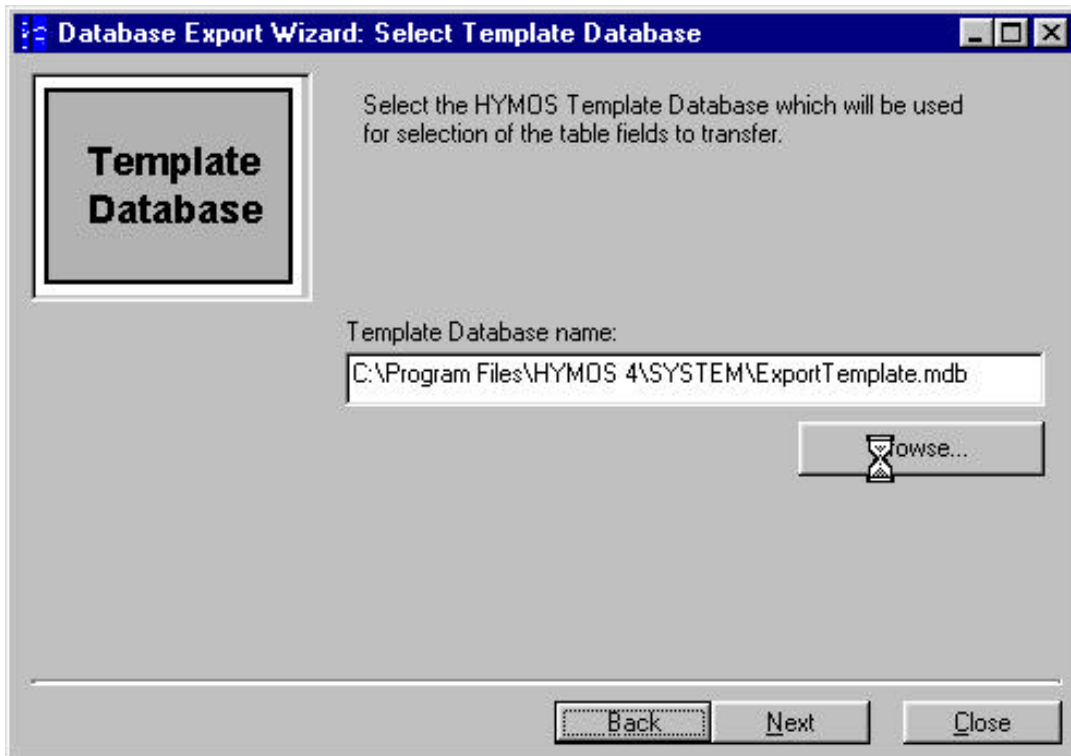 Database Export Wizard: Select Template Database
Template
Database
Select the HYMOS Template Database which will be used
for selection of the table fields to transfer.
Template Database name:
C:\Program Files\HYMOS 4\SYSTEM\ExportTemplate.mdb
rowse...
Back
Next
Close